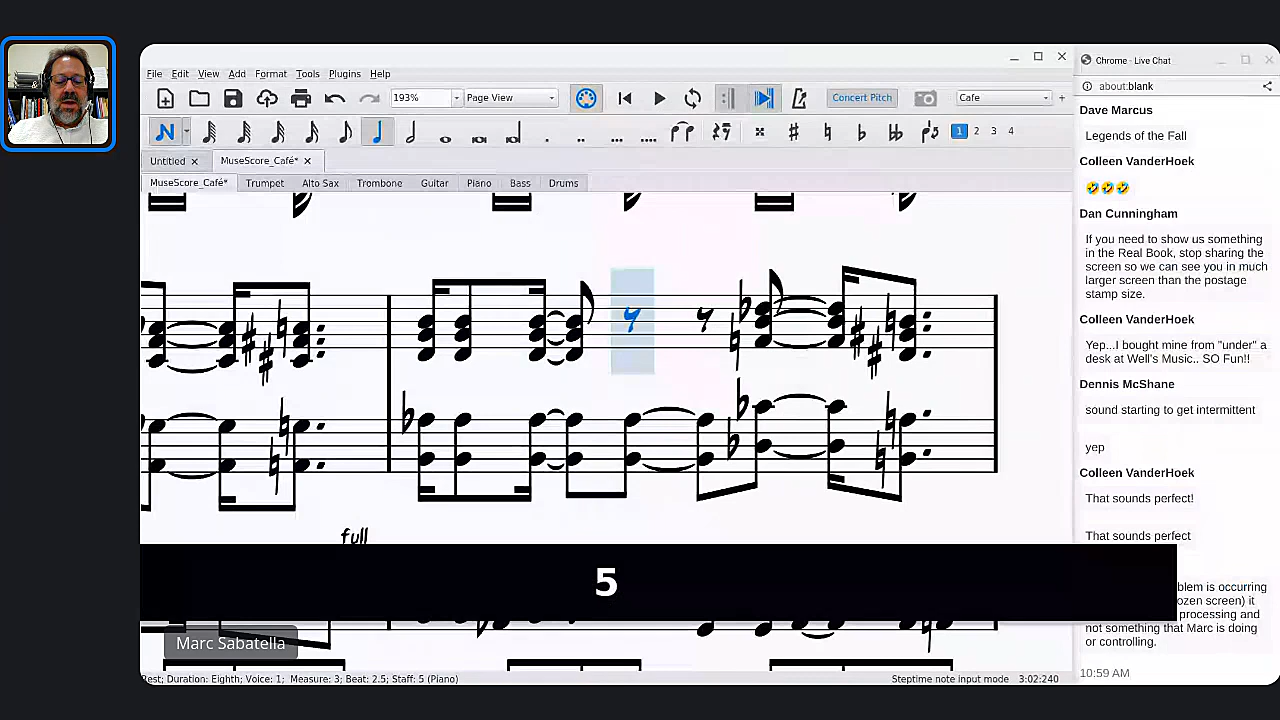 Chrome - Live Chat
File Edit View Add Format Tools Plugins Help
about:blank
193% Page View Concert Pitch Cafe
1 2 3 4
Untitled MuseScore_Café*
MuseScore_Café* Trumpet Alto Sax Trombone Guitar Piano Bass Drums
full
5
Marc Sabatella
Rest; Duration: Eighth; Voice: 1; Measure: 3; Beat: 2.5; Staff: 5 (Piano)
Steptime note input mode 3:02:240
Dave Marcus
Legends of the Fall
Colleen VanderHoek
🤣🤣🤣
Dan Cunningham
If you need to show us something
in the Real Book, stop sharing the
screen so we can see you in much
larger screen than the postage
stamp size.
Colleen VanderHoek
Yep...I bought mine from "under" a
desk at Well's Music.. SO Fun!!
Dennis McShane
sound starting to get intermittent
yep
Colleen VanderHoek
That sounds perfect!
That sounds perfect
blem is occurring
ozen screen) it
processing and
not something that Marc is doing
or controlling.
10:59 AM